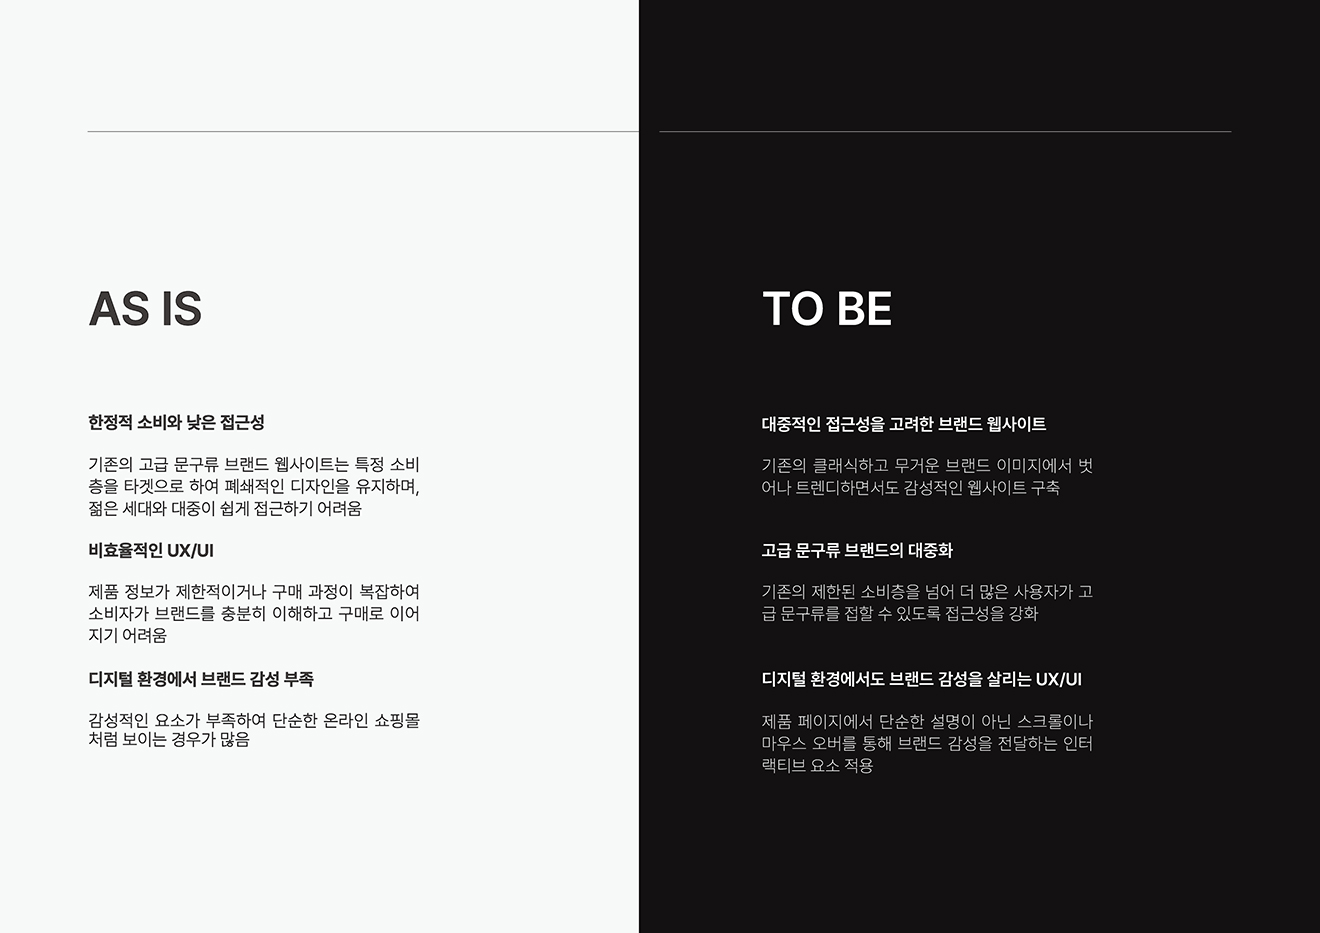 AS IS
한정적 소비와 낮은 접근성
기존의 고급 문구류 브랜드 웹사이트는 특정 소비
층을 타겟으로 하여 폐쇄적인 디자인을 유지하며,
젊은 세대와 대중이 쉽게 접근하기 어려움
비효율적인 UX/UI
제품 정보가 제한적이거나 구매 과정이 복잡하여
소비자가 브랜드를 충분히 이해하고 구매로 이어
지기 어려움
디지털 환경에서 브랜드 감성 부족
감성적인 요소가 부족하여 단순한 온라인 쇼핑몰
처럼 보이는 경우가 많음
TO BE
대중적인 접근성을 고려한 브랜드 웹사이트
기존의 클래식하고 무거운 브랜드 이미지에서 벗
어나 트렌디하면서도 감성적인 웹사이트 구축
고급 문구류 브랜드의 대중화
기존의 제한된 소비층을 넘어 더 많은 사용자가 고
급 문구류를 접할 수 있도록 접근성을 강화
디지털 환경에서도 브랜드 감성을 살리는 UX/UI
제품 페이지에서 단순한 설명이 아닌 스크롤이나
마우스 오버를 통해 브랜드 감성을 전달하는 인터
랙티브 요소 적용